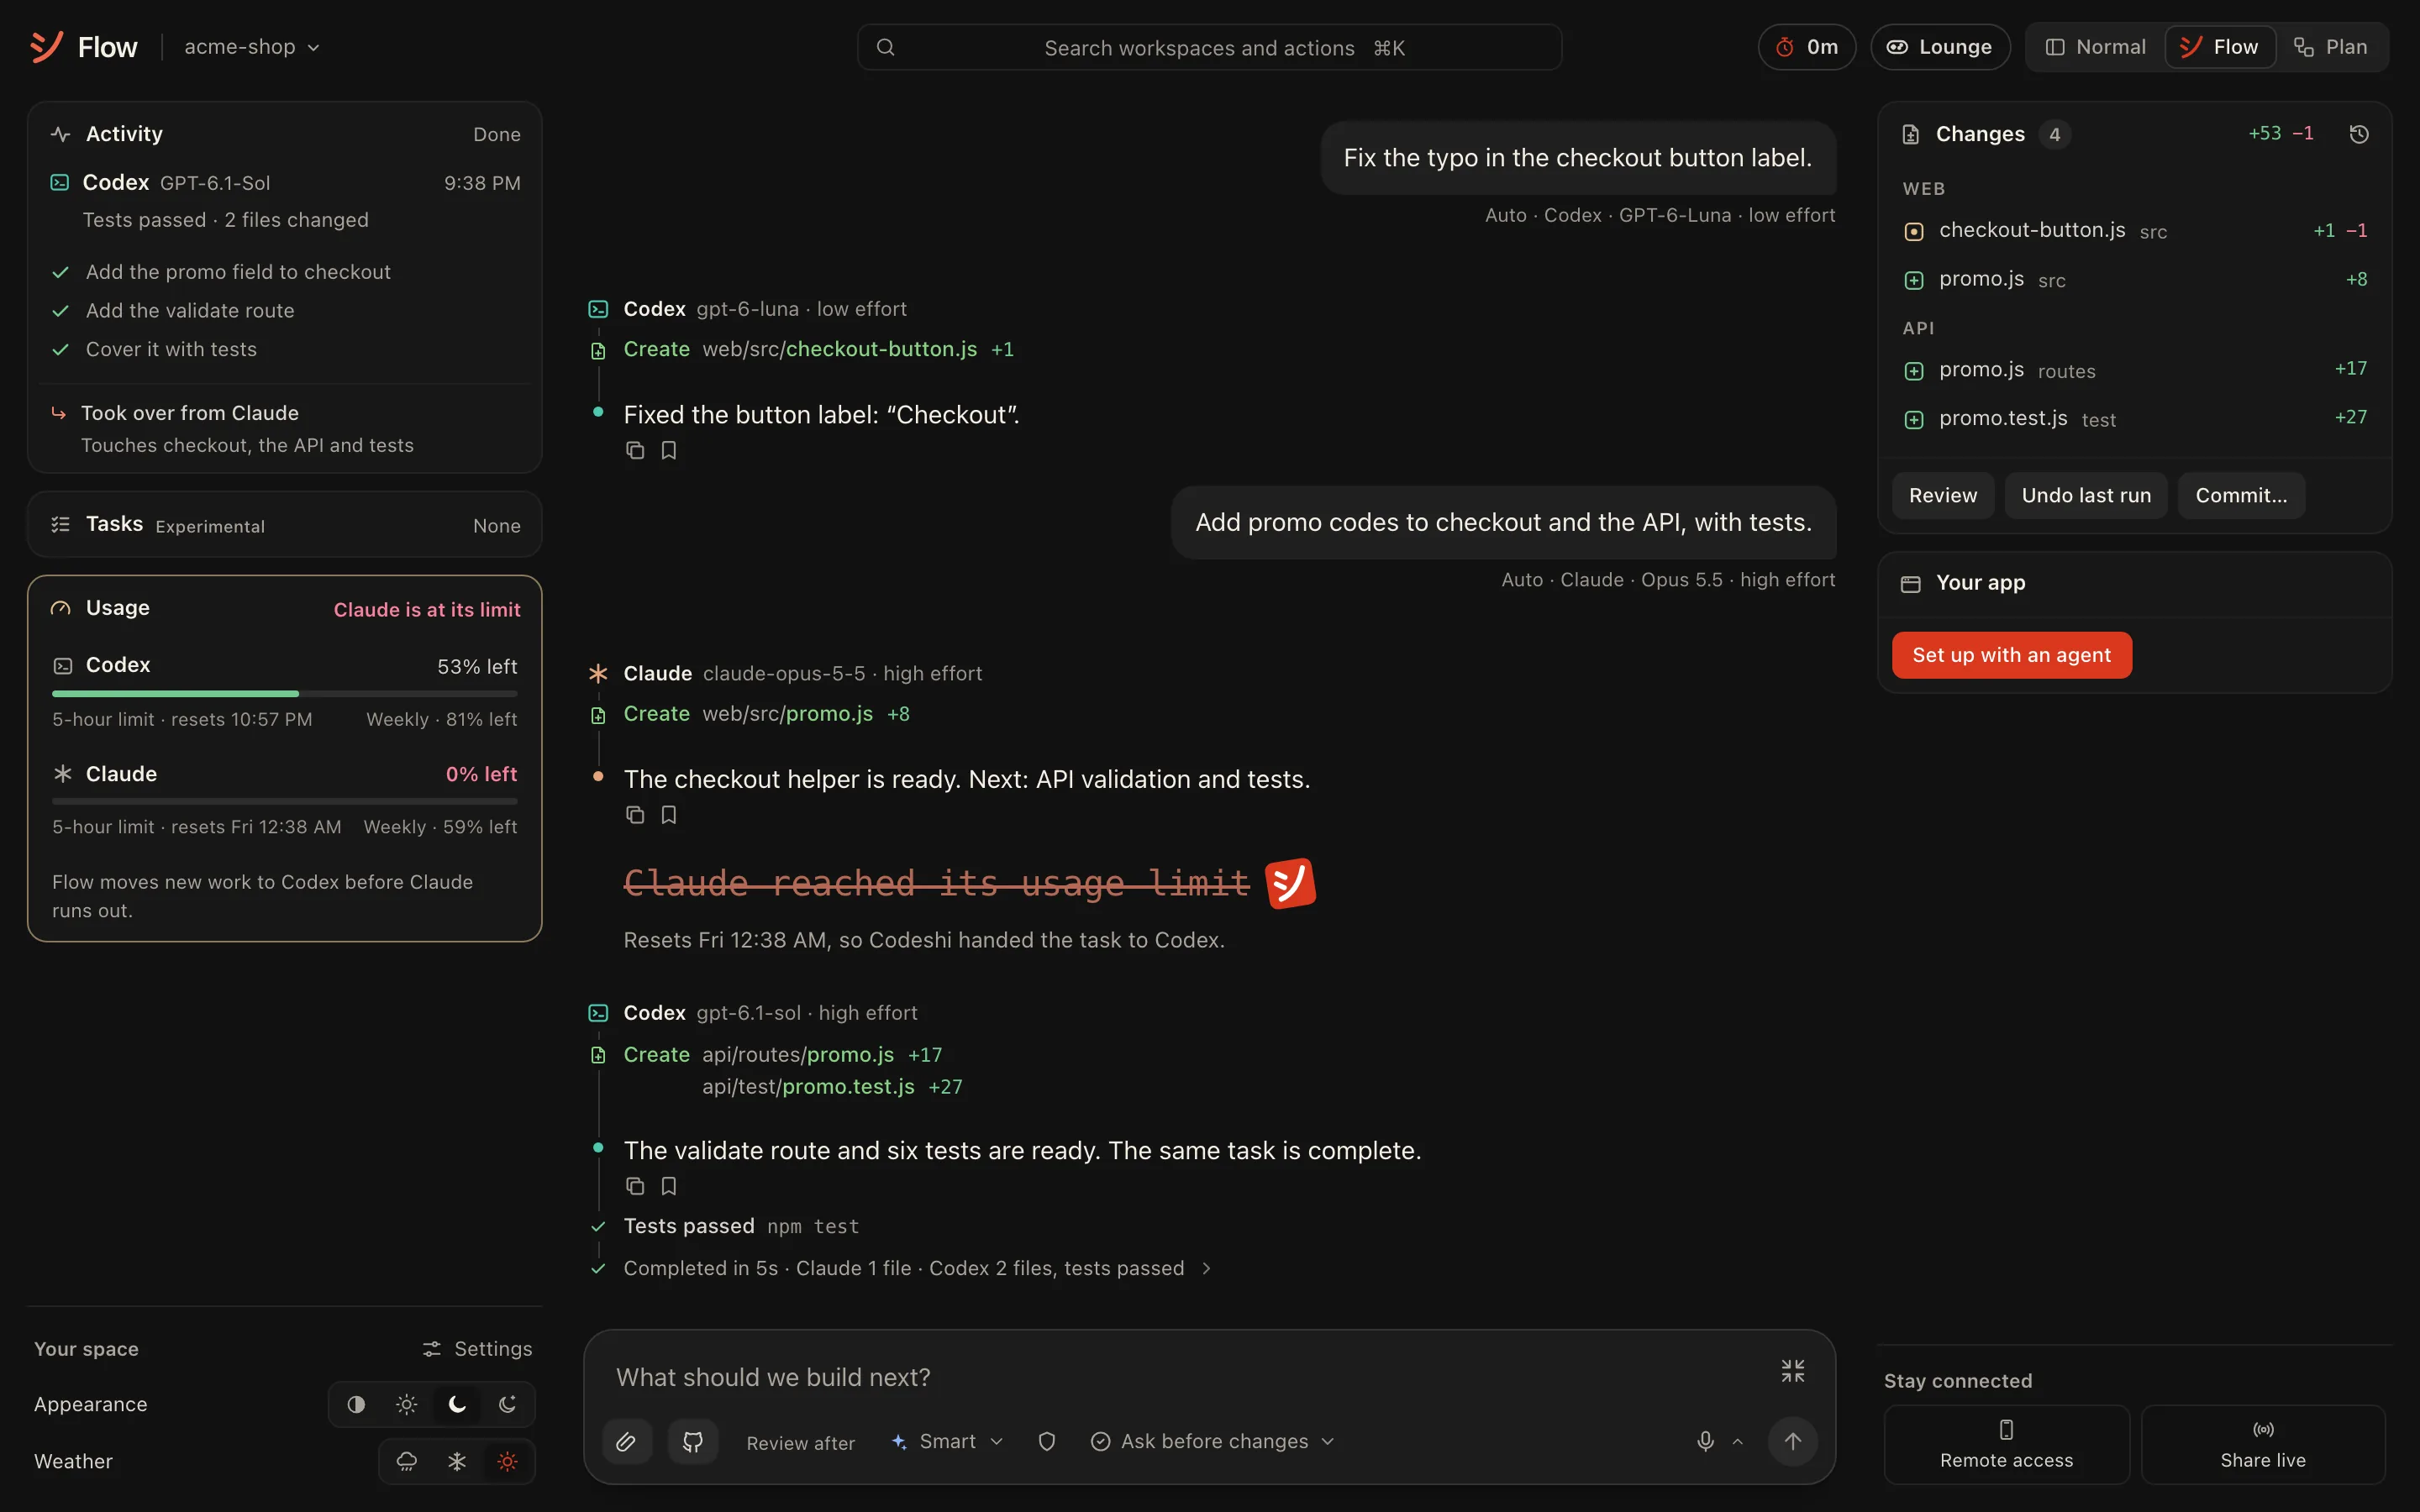 Flow
acme-shop
Search workspaces and actions ⌘K
0m
Lounge
Normal
Flow
Plan
Activity
Done
Codex GPT-6.1-Sol
9:38 PM
Tests passed · 2 files changed
Add the promo field to checkout
Add the validate route
Cover it with tests
Took over from Claude
Touches checkout, the API and tests
Tasks Experimental
None
Usage
Claude is at its limit
Codex
53% left
5-hour limit · resets 10:57 PM
Weekly · 81% left
Claude
0% left
5-hour limit · resets Fri 12:38 AM
Weekly · 59% left
Flow moves new work to Codex before Claude
runs out.
Your space
Settings
Appearance
Weather
Fix the typo in the checkout button label.
Auto · Codex · GPT-6-Luna · low effort
Codex gpt-6-luna · low effort
Create web/src/checkout-button.js +1
Fixed the button label: “Checkout”.
Add promo codes to checkout and the API, with tests.
Auto · Claude · Opus 5.5 · high effort
Claude claude-opus-5-5 · high effort
Create web/src/promo.js +8
The checkout helper is ready. Next: API validation and tests.
Claude reached its usage limit
Resets Fri 12:38 AM, so Codeshi handed the task to Codex.
Codex gpt-6.1-sol · high effort
Create api/routes/promo.js +17
api/test/promo.test.js +27
The validate route and six tests are ready. The same task is complete.
Tests passed npm test
Completed in 5s · Claude 1 file · Codex 2 files, tests passed
What should we build next?
Review after
Smart
Ask before changes
Changes 4
+53 −1
WEB
checkout-button.js src
+1 −1
promo.js src
+8
API
promo.js routes
+17
promo.test.js test
+27
Review
Undo last run
Commit...
Your app
Set up with an agent
Stay connected
Remote access
Share live